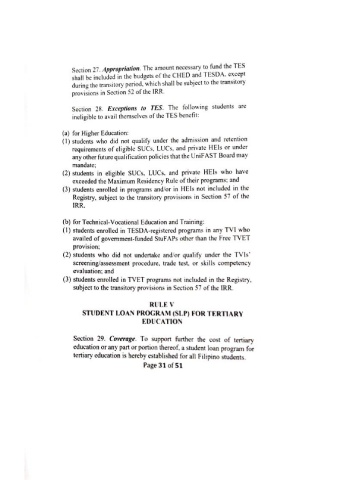 Section 27. Appropriation. The amount necessary to fund the TES
shall be included in the budgets of the CHED and TESDA, except
during the transitory period, which shall be subject to the transitory
provisions in Section 52 of the IRR.
Section 28. Exceptions to TES. The following students are
ineligible to avail themselves of the TES benefit:
(a) for Higher Education:
(1) students who did not qualify under the admission and retention
requirements of eligible SUCs, LUCs, and private HEIs or under
any other future qualification policies that the UniFAST Board may
mandate;
(2) students in eligible SUCs, LUCs, and private HEIs who have
exceeded the Maximum Residency Rule of their programs; and
(3) students enrolled in programs and/or in HEIs not included in the
Registry, subject to the transitory provisions in Section 57 of the
IRR.
(b) for Technical-Vocational Education and Training:
(1) students enrolled in TESDA-registered programs in any TVI who
availed of government-funded StuFAPs other than the Free TVET
provision;
(2) students who did not undertake and/or qualify under the TVIs'
screening/assessment procedure, trade test, or skills competency
evaluation; and
(3) students enrolled in TVET programs not included in the Registry,
subject to the transitory provisions in Section 57 of the IRR.
RULE V
STUDENT LOAN PROGRAM (SLP) FOR TERTIARY
EDUCATION
Section 29. Coverage. To support further the cost of tertiary
education or any part or portion thereof, a student loan program for
tertiary education is hereby established for all Filipino students.
Page 31 of 51